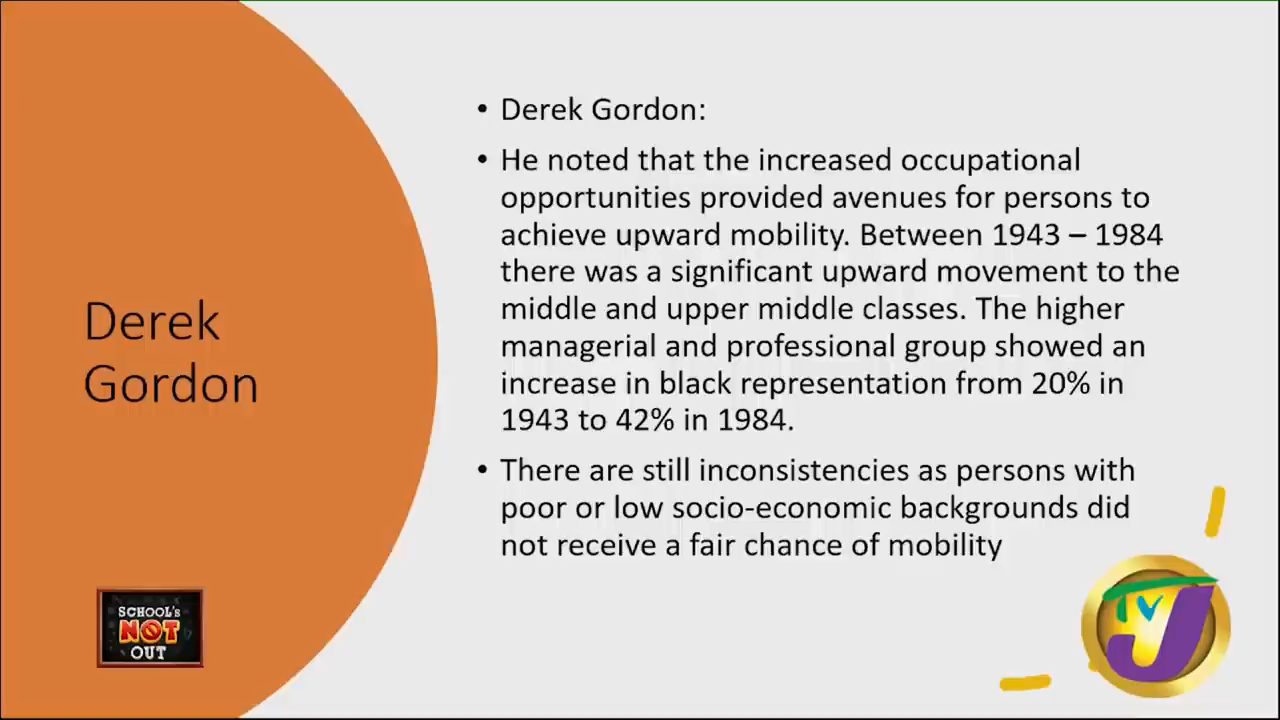 Derek
Gordon
• Derek Gordon:
• He noted that the increased occupational
opportunities provided avenues for persons to
achieve upward mobility. Between 1943 – 1984
there was a significant upward movement to the
middle and upper middle classes. The higher
managerial and professional group showed an
increase in black representation from 20% in
1943 to 42% in 1984.
• There are still inconsistencies as persons with
poor or low socio-economic backgrounds did
not receive a fair chance of mobility
SCHOOL's
NOT
OUT
TVJ